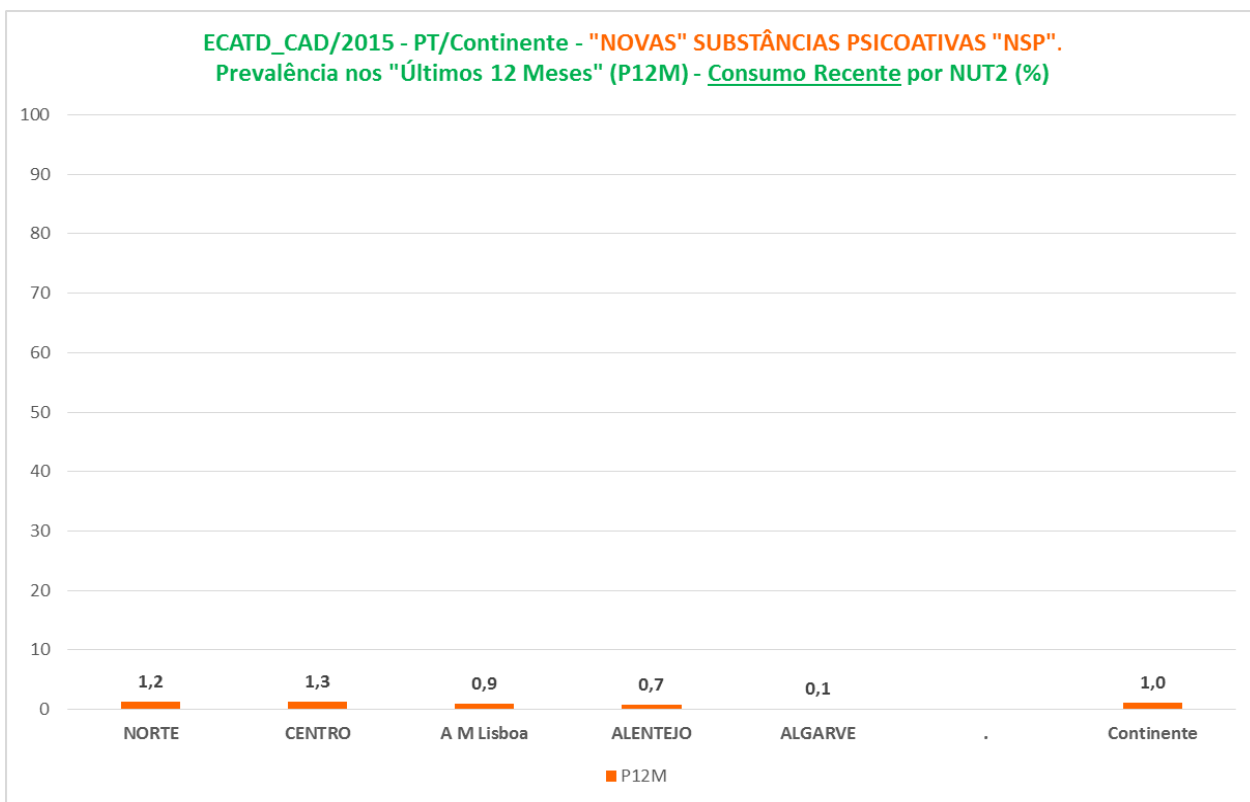 ECATD_CAD/2015 - PT/Continente - "NOVAS" SUBSTÂNCIAS PSICOATIVAS "NSP".
Prevalência nos "Últimos 12 Meses" (P12M) - Consumo Recente por NUT2 (%)
100
90
80
70
60
50
40
30
20
10
0
1,2
1,3
0,9
0,7
0,1
1,0
NORTE
CENTRO
A M Lisboa
ALENTEJO
ALGARVE
.
Continente
P12M